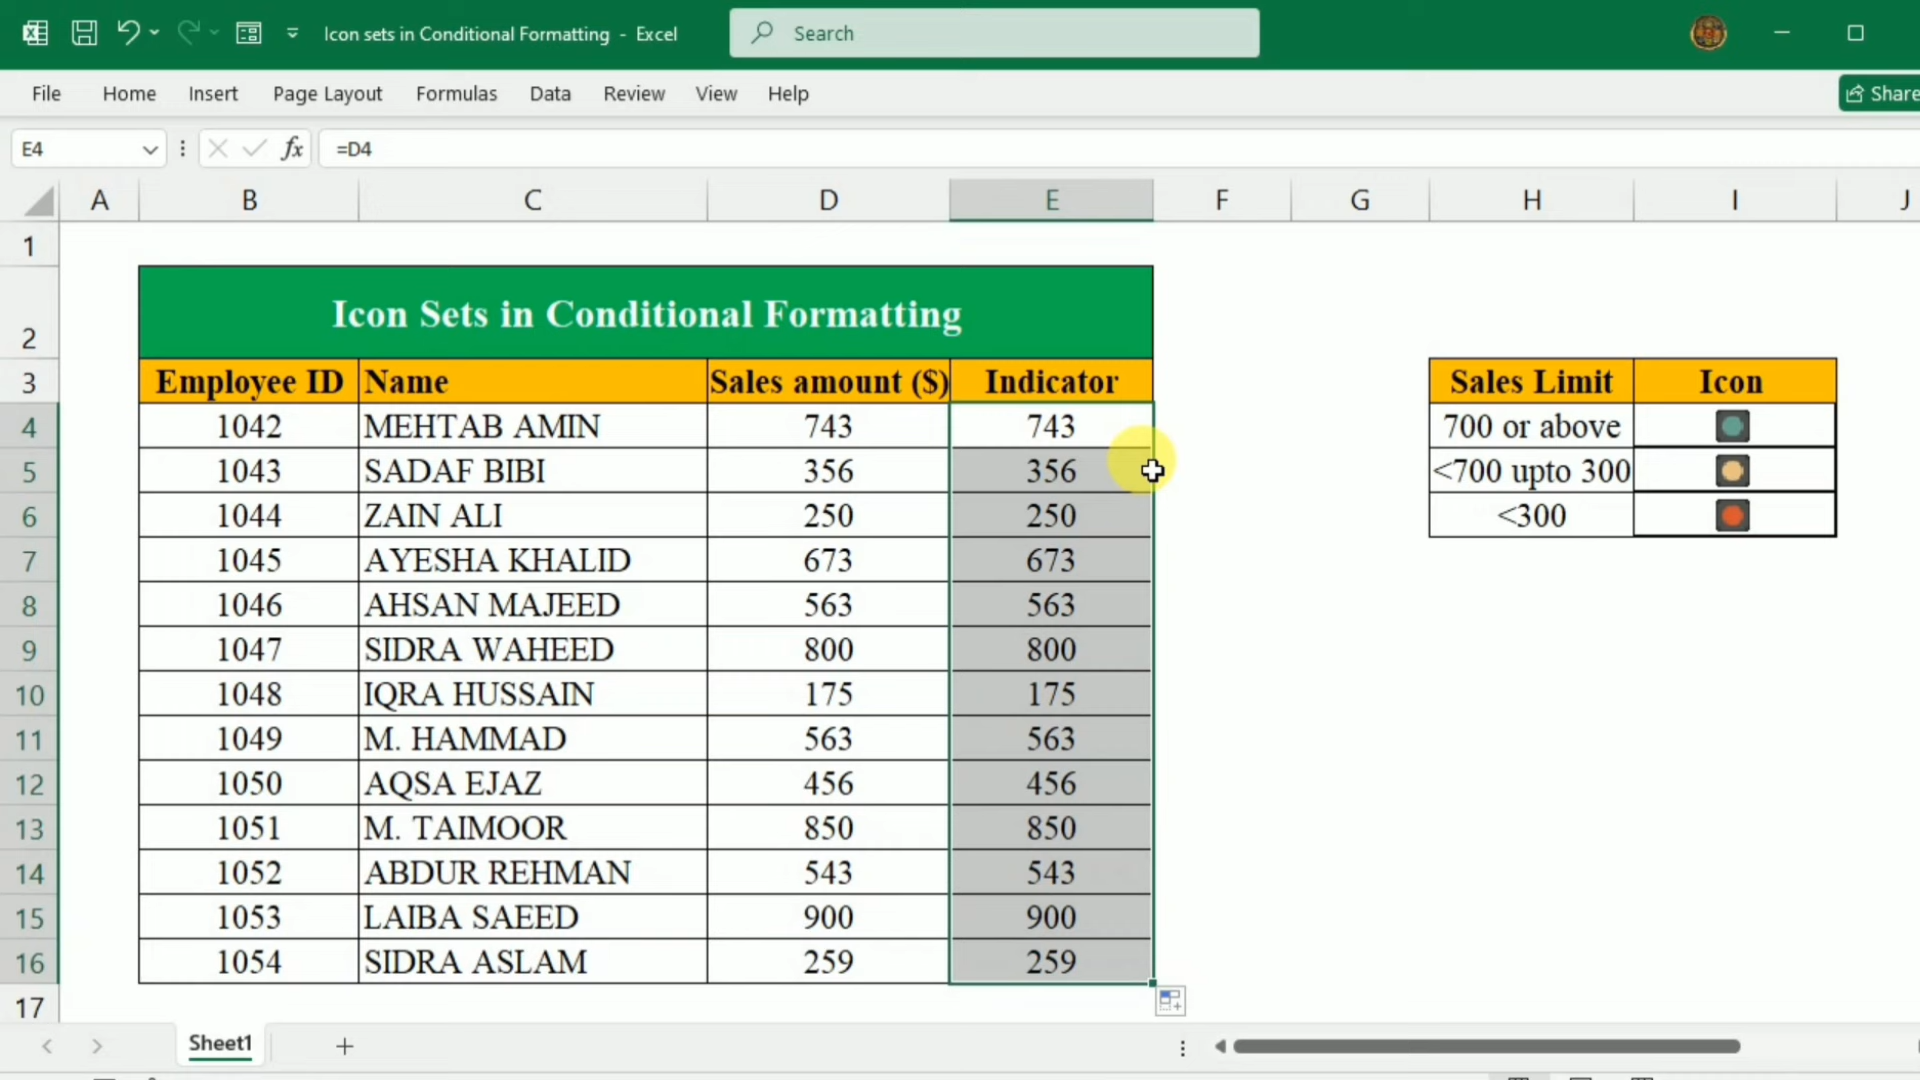 Icon sets in Conditional Formatting - Excel
Search
File Home Insert Page Layout Formulas Data Review View Help
Share
E4
fx =D4
A B C D E F G H I J
1
2 Icon Sets in Conditional Formatting
3 Employee ID Name Sales amount ($) Indicator Sales Limit Icon
4 1042 MEHTAB AMIN 743 743 700 or above
5 1043 SADAF BIBI 356 356 <700 upto 300
6 1044 ZAIN ALI 250 250 <300
7 1045 AYESHA KHALID 673 673
8 1046 AHSAN MAJEED 563 563
9 1047 SIDRA WAHEED 800 800
10 1048 IQRA HUSSAIN 175 175
11 1049 M. HAMMAD 563 563
12 1050 AQSA EJAZ 456 456
13 1051 M. TAIMOOR 850 850
14 1052 ABDUR REHMAN 543 543
15 1053 LAIBA SAEED 900 900
16 1054 SIDRA ASLAM 259 259
17
Sheet1